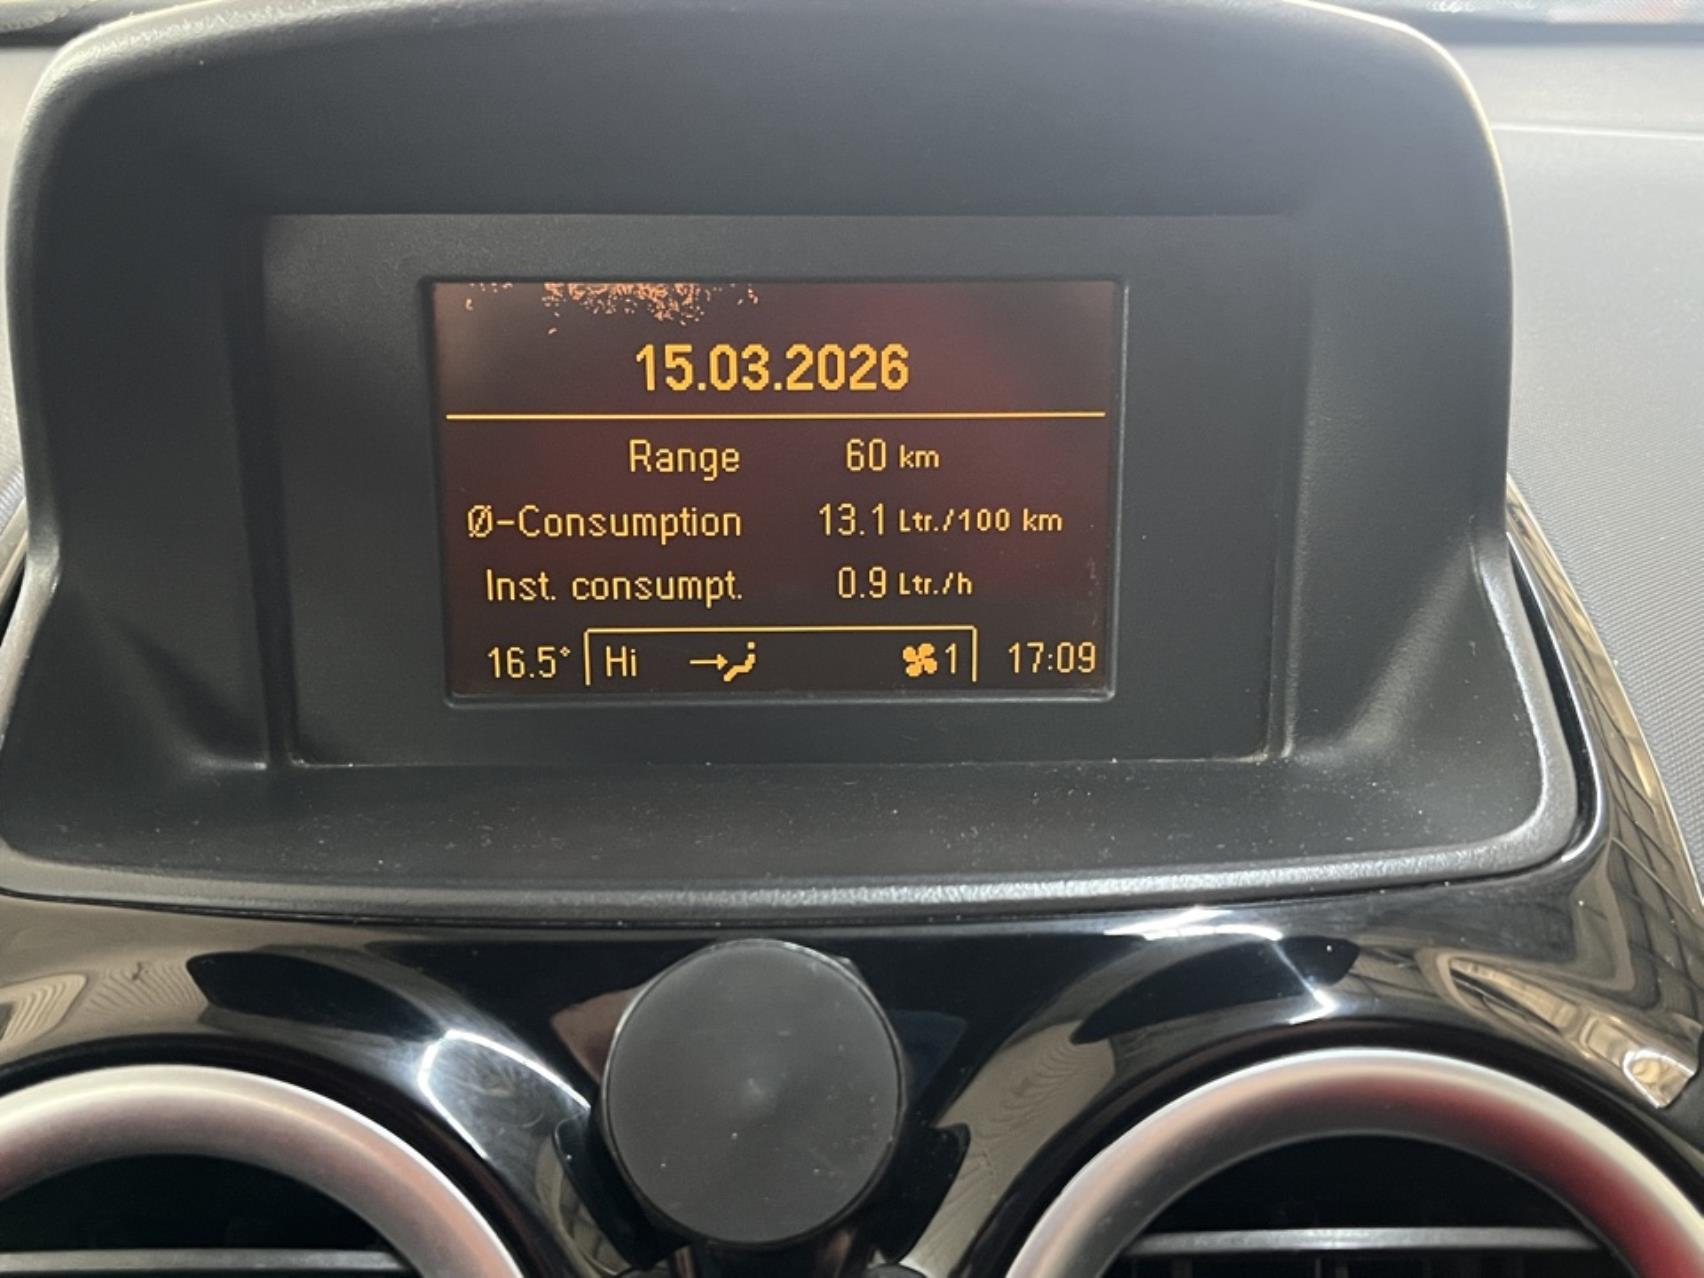 15.03.2026
Range 60 km
Ø-Consumption 13.1 Ltr./100 km
Inst. consumpt. 0.9 Ltr./h
16.5° Hi 1 17:09